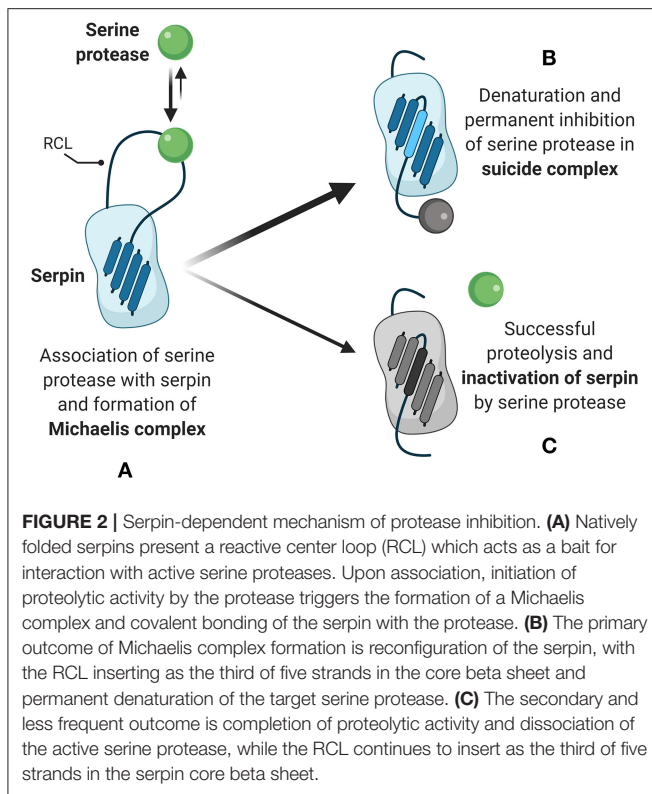 Serine
protease
RCL
Serpin
Association of serine
protease with serpin
and formation of
Michaelis complex
A
B
Denaturation and
permanent inhibition
of serine protease in
suicide complex
Successful
proteolysis and
inactivation of serpin
by serine protease
C
FIGURE 2 | Serpin-dependent mechanism of protease inhibition. (A) Natively
folded serpins present a reactive center loop (RCL) which acts as a bait for
interaction with active serine proteases. Upon association, initiation of
proteolytic activity by the protease triggers the formation of a Michaelis
complex and covalent bonding of the serpin with the protease. (B) The primary
outcome of Michaelis complex formation is reconfiguration of the serpin, with
the RCL inserting as the third of five strands in the core beta sheet and
permanent denaturation of the target serine protease. (C) The secondary and
less frequent outcome is completion of proteolytic activity and dissociation of
the active serine protease, while the RCL continues to insert as the third of five
strands in the serpin core beta sheet.